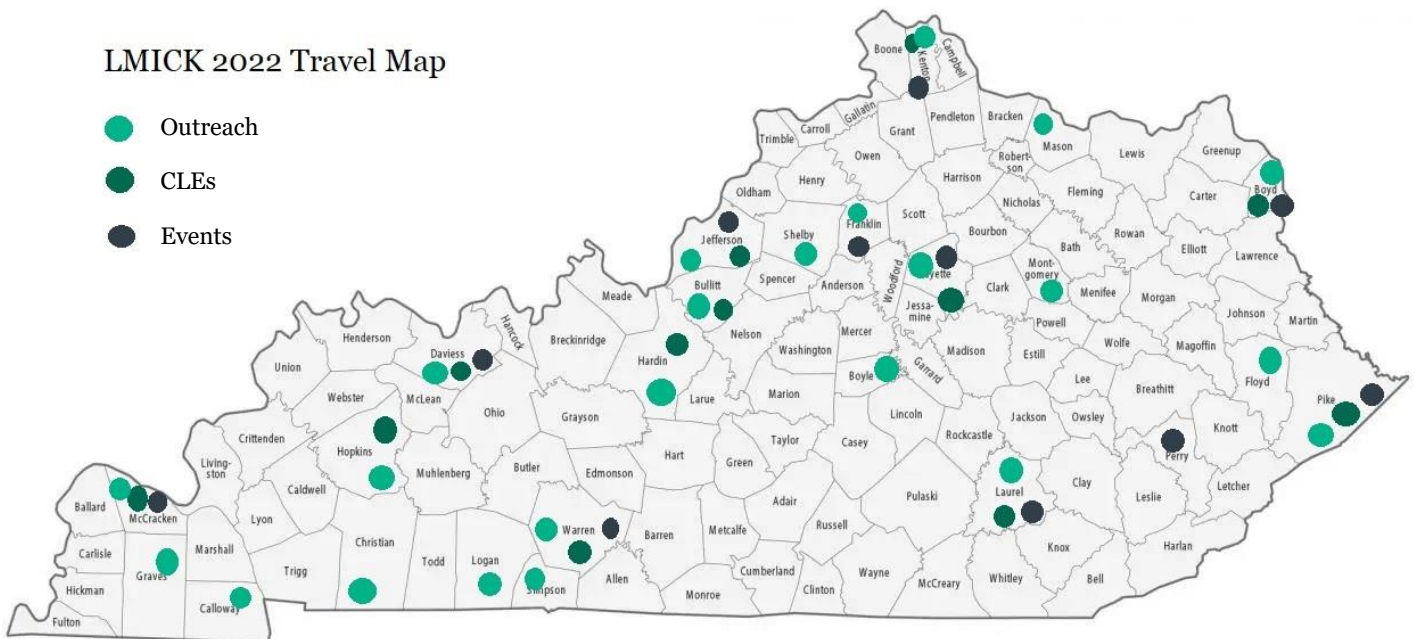 LMICK 2022 Travel Map
Outreach
CLEs
Events
Boone
Kenton
Campbell
Gallatin
Grant
Pendleton
Bracken
Mason
Trimble
Carroll
Owen
Robert-
son
Lewis
Greenup
Henry
Harrison
Fleming
Carter
Boyd
Oldham
Nicholas
Scott
Franklin
Shelby
Jefferson
Bourbon
Bath
Rowan
Elliott
Lawrence
Mont-
gomery
Woodford
Spencer
Anderson
Bullitt
Clark
Menifee
Morgan
Johnson
Martin
Meade
Jessa-
mine
Nelson
Mercer
Powell
Hancock
Breckinridge
Henderson
Washington
Madison
Estill
Wolfe
Magoffin
Daviess
Hardin
Union
Boyle
Garrard
Lee
Floyd
Breathitt
Webster
McLean
Larue
Marion
Pike
Ohio
Grayson
Lincoln
Jackson
Owsley
Knott
Crittenden
Rockcastle
Taylor
Casey
Hopkins
Hart
Green
Perry
Living-
ston
Muhlenberg
Butler
Edmonson
Clay
Letcher
Caldwell
Laurel
Leslie
Adair
Pulaski
Ballard
McCracken
Lyon
Warren
Barren
Metcalfe
Russell
Christian
Knox
Harlan
Carlisle
Marshall
Todd
Logan
Graves
Trigg
Cumberland
Wayne
Allen
Simpson
Hickman
Clinton
McCreary
Whitley
Bell
Monroe
Calloway
Fulton